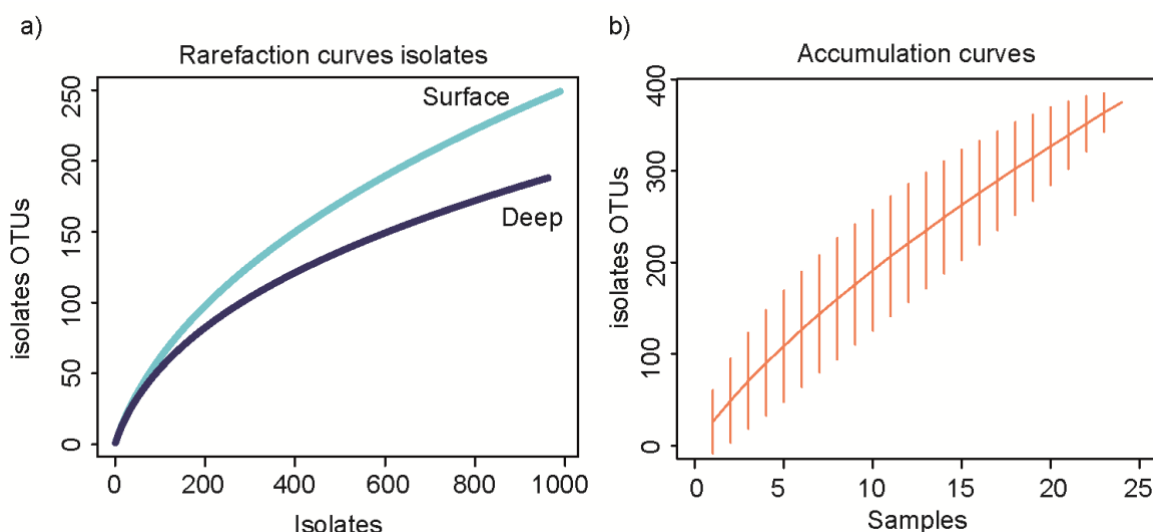 a)
Rarefaction curves isolates
isolates OTUs
250
200
150
100
50
0
Surface
Deep
0 200 400 600 800 1000
Isolates
b)
Accumulation curves
isolates OTUs
400
300
200
100
0
0 5 10 15 20 25
Samples